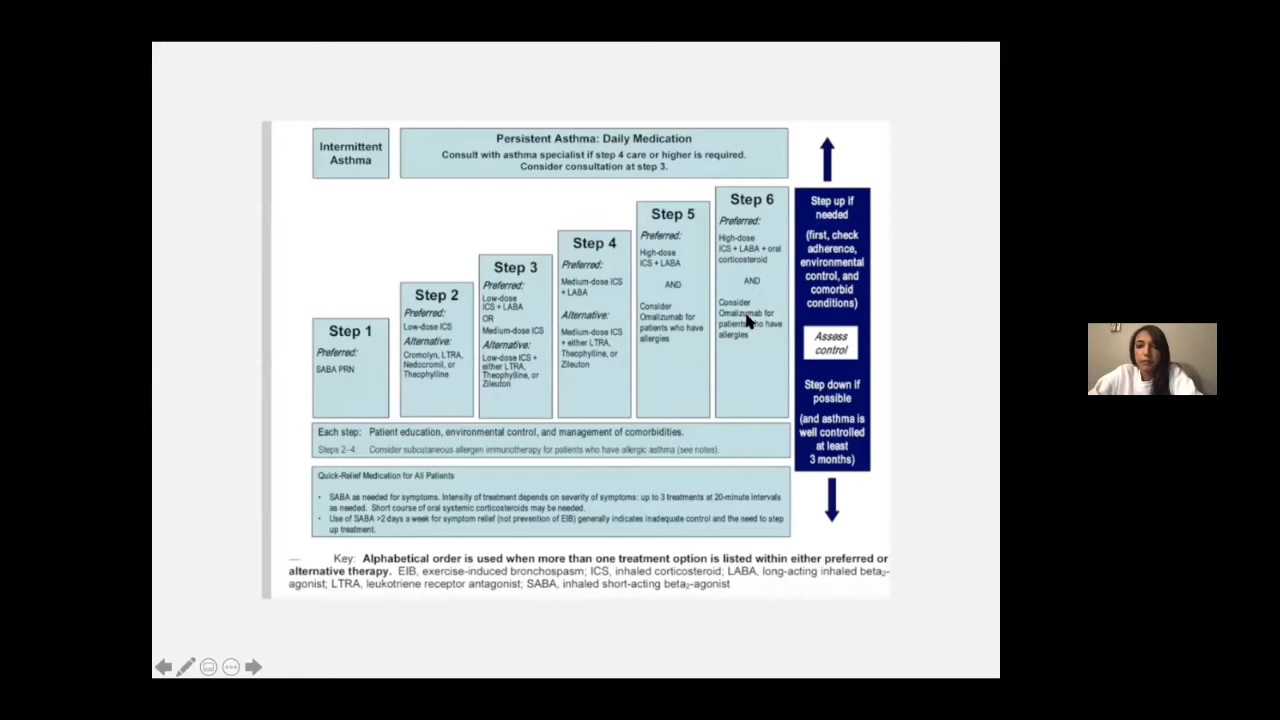 Intermittent
Asthma
Persistent Asthma: Daily Medication
Consult with asthma specialist if step 4 care or higher is required.
Consider consultation at step 3.
Step 1
Preferred:
SABA PRN
Step 2
Preferred:
Low-dose ICS
Alternative:
Cromolyn, LTRA,
Nedocromil, or
Theophylline
Step 3
Preferred:
Low-dose
ICS + LABA
OR
Medium-dose ICS
Alternative:
Low-dose ICS +
either LTRA,
Theophylline, or
Zileuton
Step 4
Preferred:
Medium-dose ICS
+ LABA
Alternative:
Medium-dose ICS
+ either LTRA,
Theophylline, or
Zileuton
Step 5
Preferred:
High-dose
ICS + LABA
AND
Consider
Omalizumab for
patients who have
allergies
Step 6
Preferred:
High-dose
ICS + LABA + oral
corticosteroid
AND
Consider
Omalizumab for
patients who have
allergies
Step up if
needed
(first, check
adherence,
environmental
control, and
comorbid
conditions)
Assess
control
Step down if
possible
(and asthma is
well controlled
at least
3 months)
Each step: Patient education, environmental control, and management of comorbidities.
Steps 2–4: Consider subcutaneous allergen immunotherapy for patients who have allergic asthma (see notes).
Quick-Relief Medication for All Patients
• SABA as needed for symptoms. Intensity of treatment depends on severity of symptoms: up to 3 treatments at 20-minute intervals
as needed. Short course of oral systemic corticosteroids may be needed.
• Use of SABA >2 days a week for symptom relief (not prevention of EIB) generally indicates inadequate control and the need to step
up treatment.
Key: Alphabetical order is used when more than one treatment option is listed within either preferred or
alternative therapy. EIB, exercise-induced bronchospasm; ICS, inhaled corticosteroid; LABA, long-acting inhaled beta₂-
agonist; LTRA, leukotriene receptor antagonist; SABA, inhaled short-acting beta₂-agonist